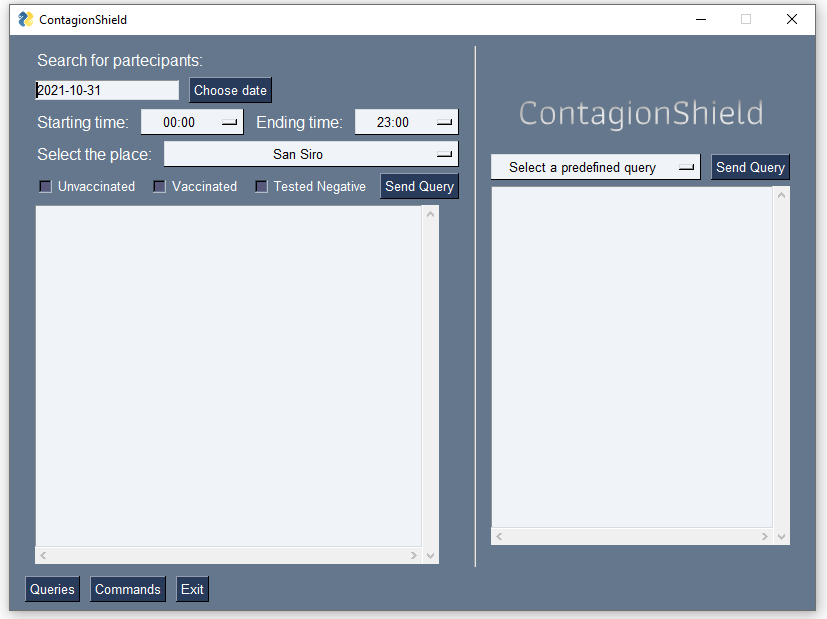 ContagionShield
Search for partecipants:
2021-10-31 Choose date
Starting time: 00:00 Ending time: 23:00
Select the place: San Siro
Unvaccinated Vaccinated Tested Negative Send Query
ContagionShield
Select a predefined query Send Query
Queries Commands Exit